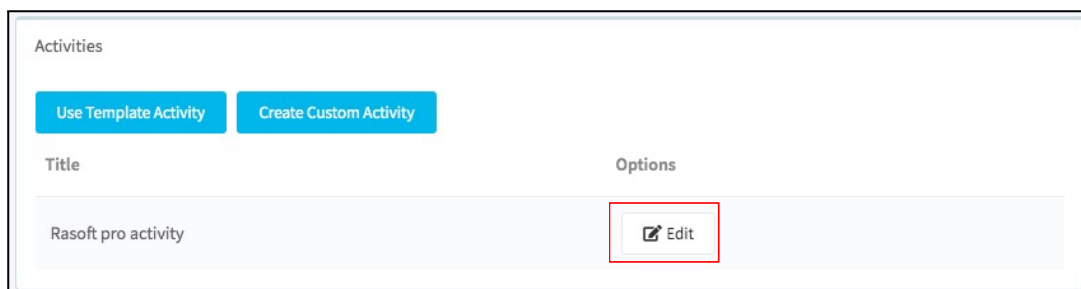 Activities
Use Template Activity Create Custom Activity
Title Options
Rasoft pro activity Edit